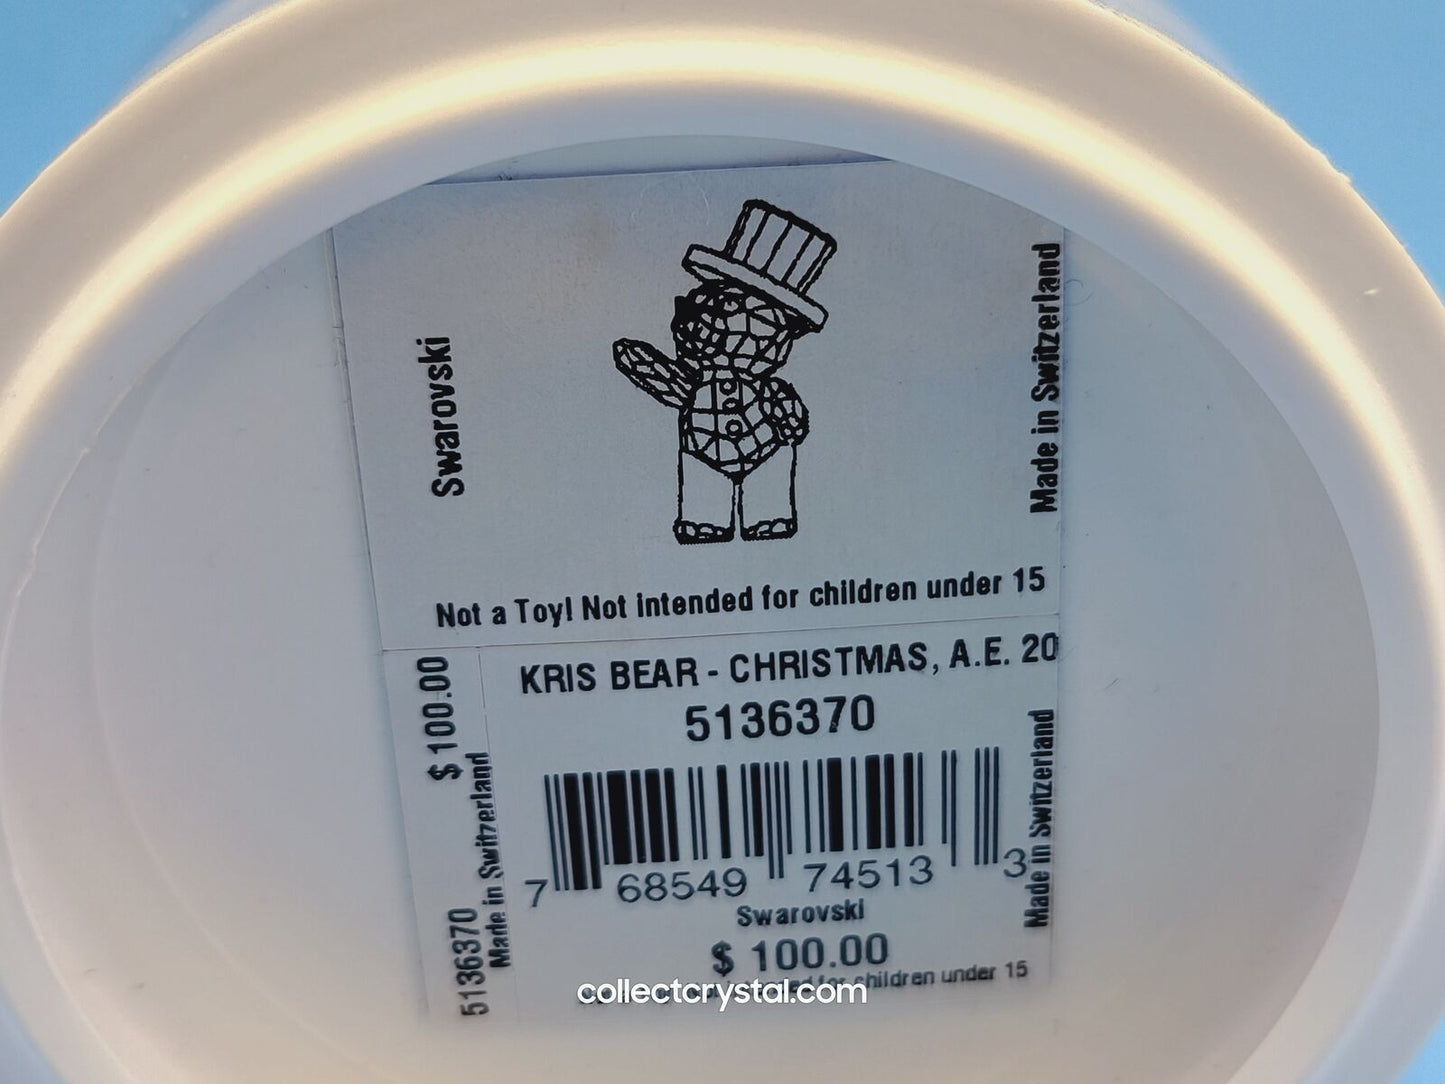 Swarovski
Made in Switzerland
Not a Toy! Not intended for children under 15
$ 100.00
KRIS BEAR - CHRISTMAS, A.E. 20
5136370
7 68549 74513 3
Swarovski
$ 100.00
children under 15
5136370
Made in Switzerland
Made in Switzerland
collectcrystal.com